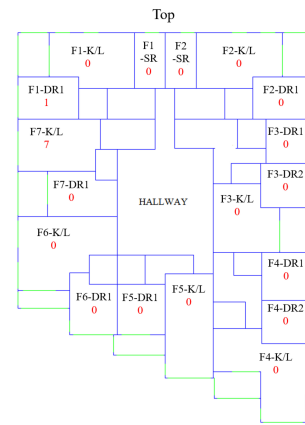 Top
F1-K/L
0
F1
-SR
0
F2
-SR
0
F2-K/L
0
F1-DR1
1
F2-DR1
0
F7-K/L
7
F3-DR1
0
F7-DR1
0
F3-DR2
0
HALLWAY
F3-K/L
0
F6-K/L
0
F4-DR1
0
F6-DR1
0
F5-DR1
0
F5-K/L
0
F4-DR2
0
F4-K/L
0